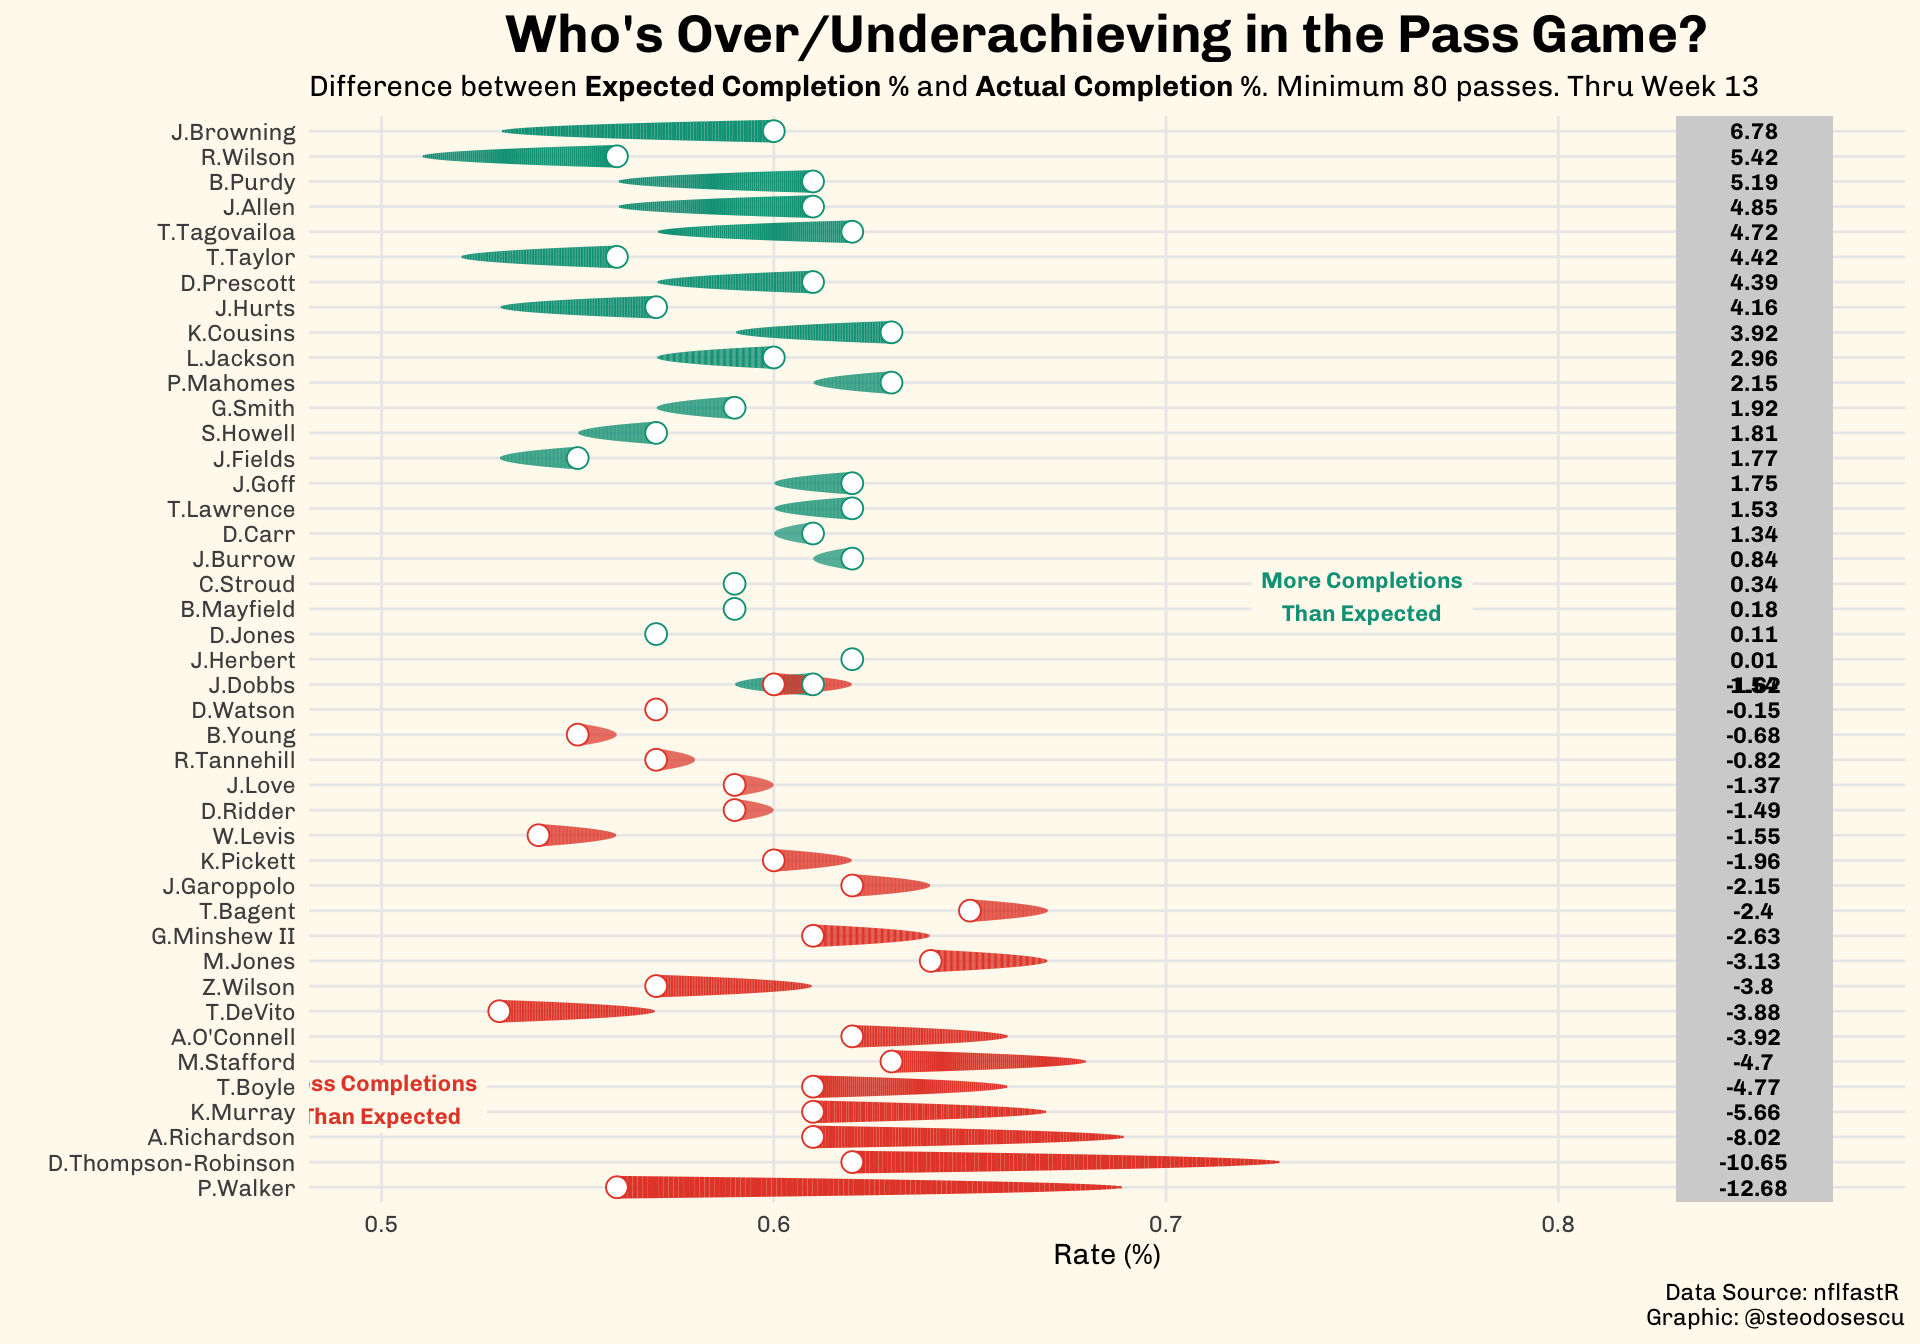 Who's Over/Underachieving in the Pass Game?
Difference between Expected Completion % and Actual Completion %. Minimum 80 passes. Thru Week 13
J.Browning 6.78
R.Wilson 5.42
B.Purdy 5.19
J.Allen 4.85
T.Tagovailoa 4.72
T.Taylor 4.42
D.Prescott 4.39
J.Hurts 4.16
K.Cousins 3.92
L.Jackson 2.96
P.Mahomes 2.15
G.Smith 1.92
S.Howell 1.81
J.Fields 1.77
J.Goff 1.75
T.Lawrence 1.53
D.Carr 1.34
J.Burrow 0.84
C.Stroud 0.34
More Completions
Than Expected
B.Mayfield 0.18
D.Jones 0.11
J.Herbert 0.01
J.Dobbs
D.Watson -0.15
B.Young -0.68
R.Tannehill -0.82
J.Love -1.37
D.Ridder -1.49
W.Levis -1.55
K.Pickett -1.96
J.Garoppolo -2.15
T.Bagent -2.4
G.Minshew II -2.63
M.Jones -3.13
Z.Wilson -3.8
T.DeVito -3.88
A.O'Connell -3.92
M.Stafford -4.7
T.Boyle -4.77
ss Completions
Than Expected
K.Murray -5.66
A.Richardson -8.02
D.Thompson-Robinson -10.65
P.Walker -12.68
0.5 0.6 0.7 0.8
Rate (%)
Data Source: nflfastR
Graphic: @steodosescu